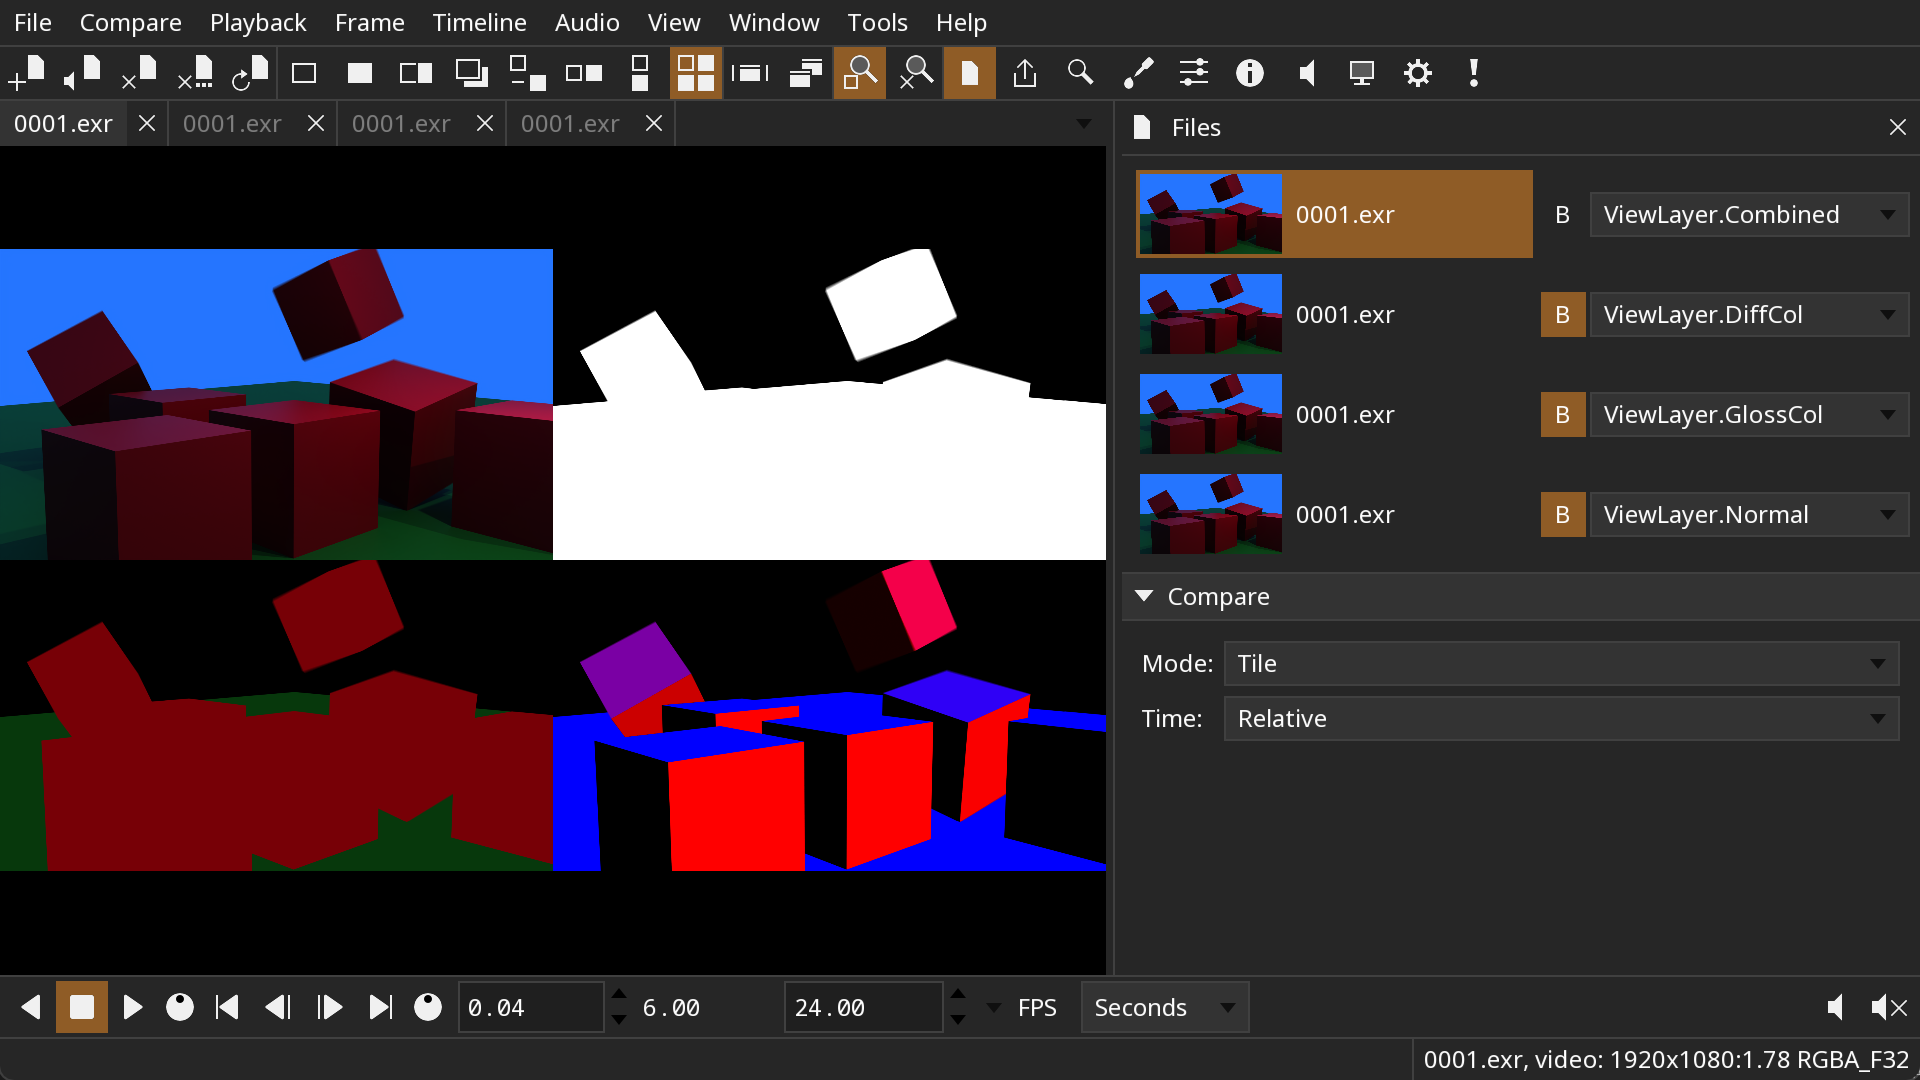 File Compare Playback Frame Timeline Audio View Window Tools Help
0001.exr 0001.exr 0001.exr 0001.exr
Files
0001.exr B ViewLayer.Combined
0001.exr B ViewLayer.DiffCol
0001.exr B ViewLayer.GlossCol
0001.exr B ViewLayer.Normal
Compare
Mode: Tile
Time: Relative
0.04 6.00 24.00 FPS Seconds
0001.exr, video: 1920x1080:1.78 RGBA_F32